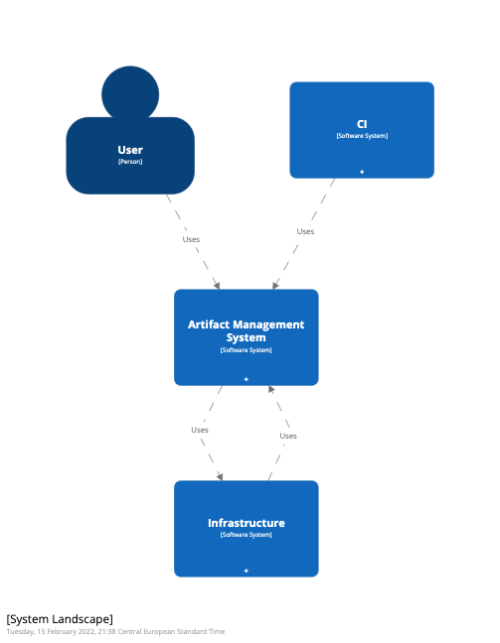 User
[Person]
CI
[Software System]
+
Uses
Uses
Artifact Management
System
[Software System]
+
Uses
Uses
Infrastructure
[Software System]
+
[System Landscape]
Tuesday, 15 February 2022, 21:38 Central European Standard Time